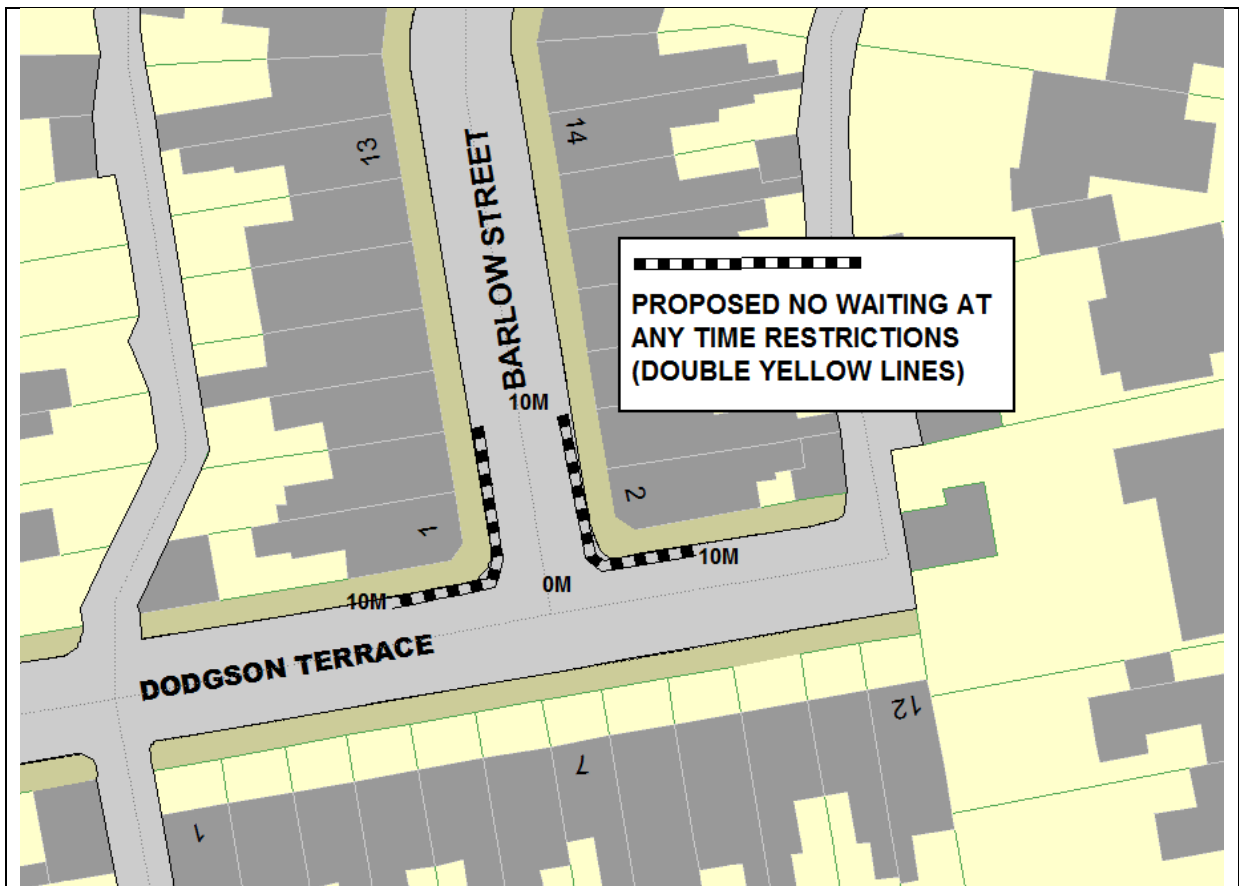 13
14
BARLOW STREET
PROPOSED NO WAITING AT
ANY TIME RESTRICTIONS
(DOUBLE YELLOW LINES)
10M
2
1
10M
0M
10M
DODGSON TERRACE
12
7
1